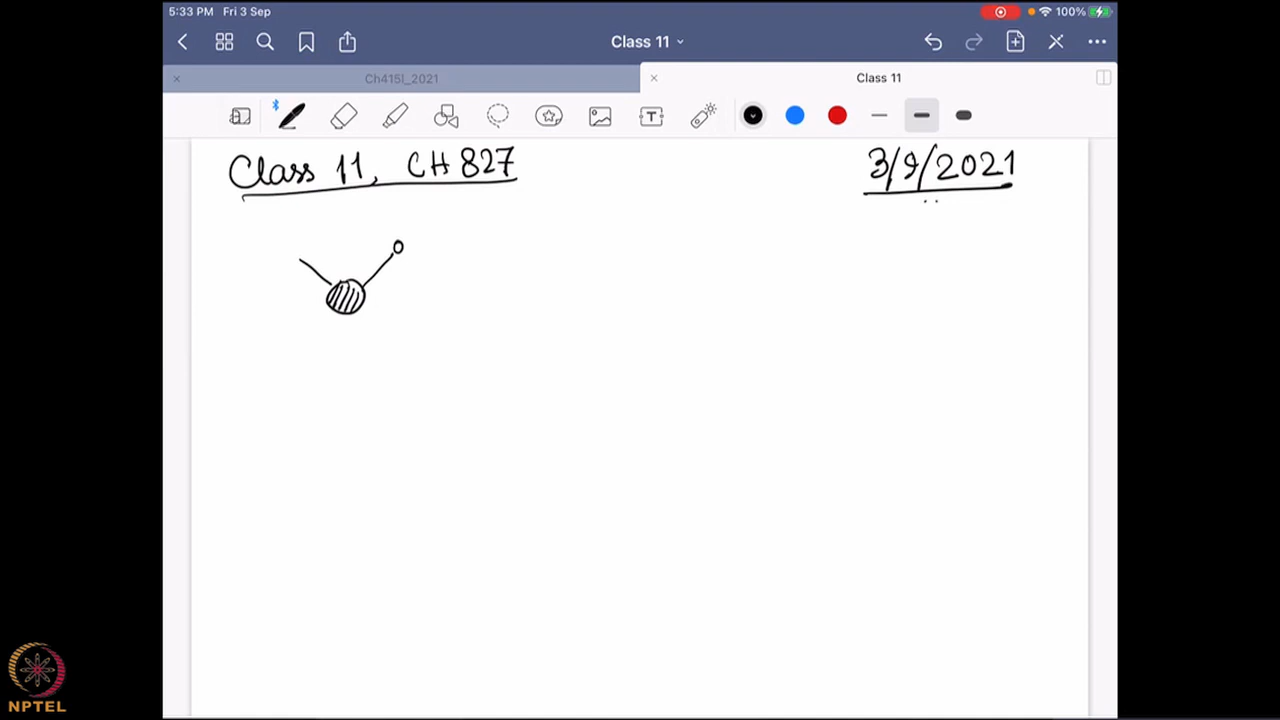 5:33 PM Fri 3 Sep 100%
Class 11
Ch415I_2021 Class 11
T
Class 11, CH 827 3/9/2021
NPTEL